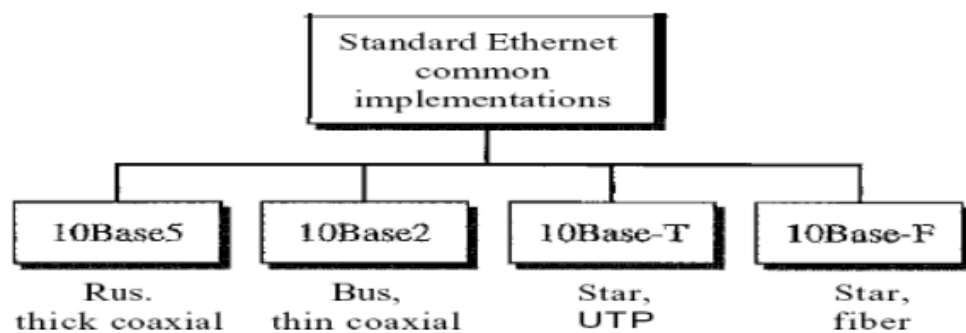 Standard Ethernet
common
implementations
10Base5
10Base2
10Base-T
10Base-F
Rus.
thick coaxial
Bus,
thin coaxial
Star,
UTP
Star,
fiber